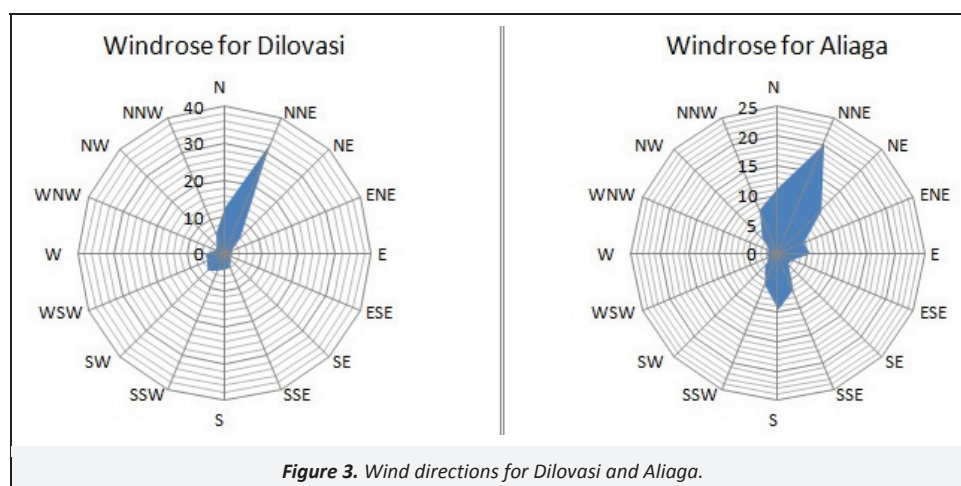 Windrose for Dilovasi
N
NNW 40 NNE
NW 30 NE
20
WNW ENE
10
W 0 E
WSW ESE
SW SE
SSW SSE
S
Windrose for Aliaga
N
NNW 25 NNE
20
NW NE
15
WNW 10 ENE
5
W 0 E
WSW ESE
SW SE
SSW SSE
S
Figure 3. Wind directions for Dilovasi and Aliaga.